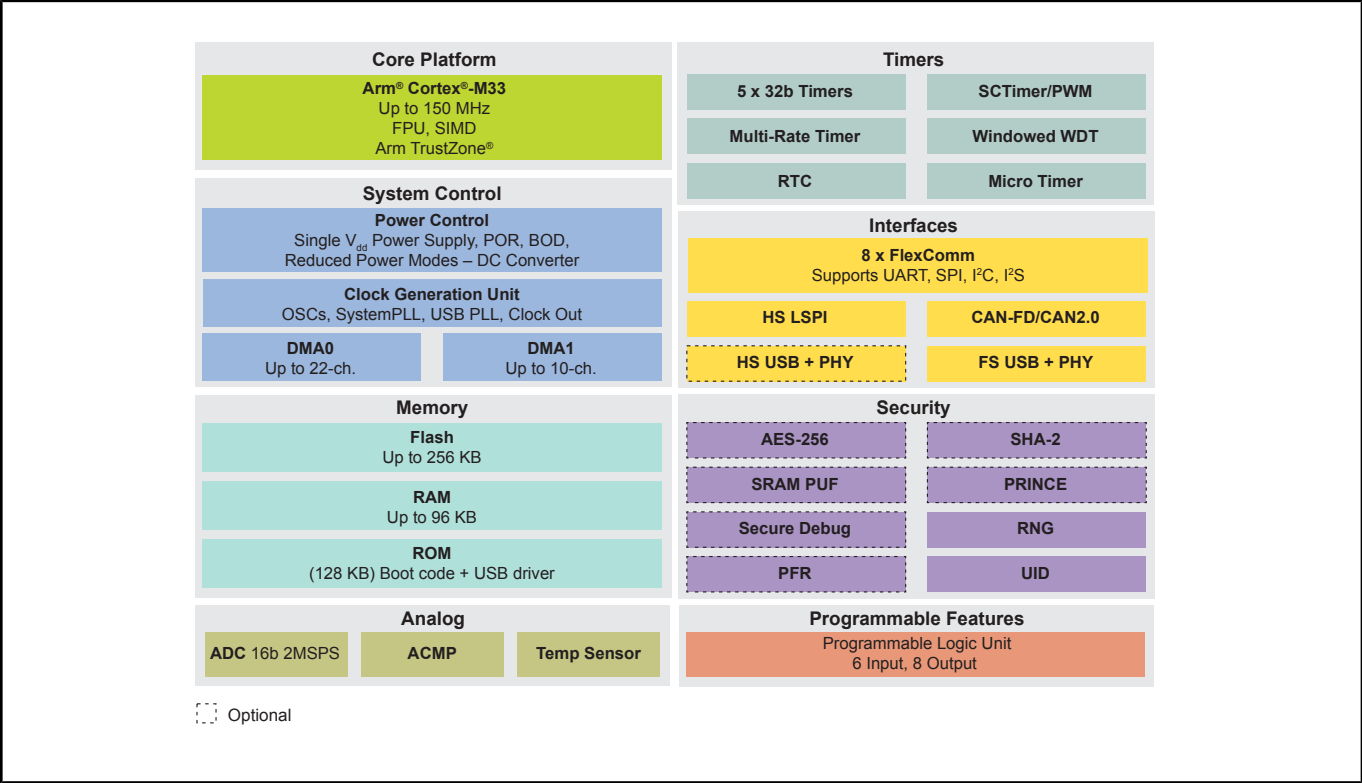 Core Platform
Arm® Cortex®-M33
Up to 150 MHz
FPU, SIMD
Arm TrustZone®
System Control
Power Control
Single Vdd Power Supply, POR, BOD,
Reduced Power Modes – DC Converter
Clock Generation Unit
OSCs, SystemPLL, USB PLL, Clock Out
DMA0
Up to 22-ch.
DMA1
Up to 10-ch.
Memory
Flash
Up to 256 KB
RAM
Up to 96 KB
ROM
(128 KB) Boot code + USB driver
Analog
ADC 16b 2MSPS
ACMP
Temp Sensor
Timers
5 x 32b Timers
SCTimer/PWM
Multi-Rate Timer
Windowed WDT
RTC
Micro Timer
Interfaces
8 x FlexComm
Supports UART, SPI, I²C, I²S
HS LSPI
CAN-FD/CAN2.0
HS USB + PHY
FS USB + PHY
Security
AES-256
SHA-2
SRAM PUF
PRINCE
Secure Debug
RNG
PFR
UID
Programmable Features
Programmable Logic Unit
6 Input, 8 Output
Optional